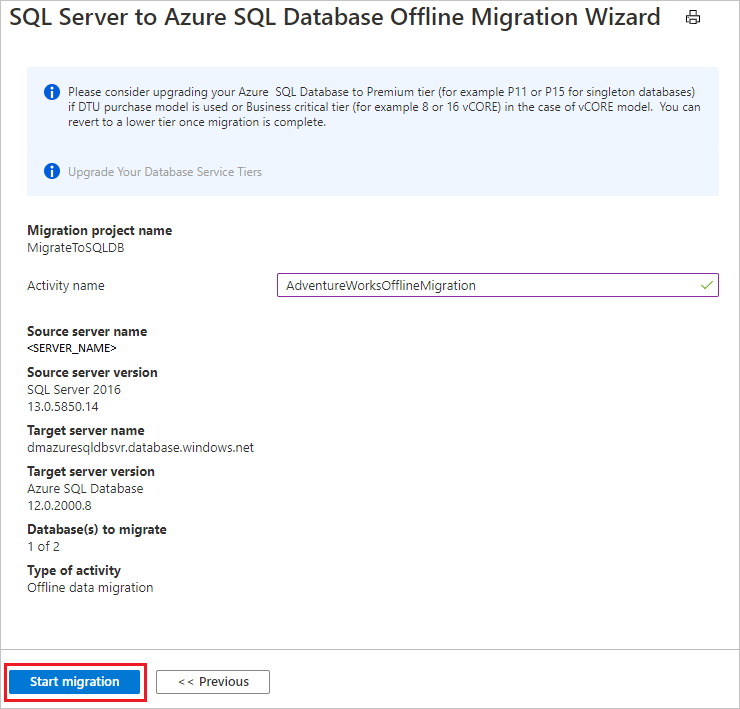 SQL Server to Azure SQL Database Offline Migration Wizard
Please consider upgrading your Azure  SQL Database to Premium tier (for example P11 or P15 for singleton databases)
if DTU purchase model is used or Business critical tier (for example 8 or 16 vCORE) in the case of vCORE model.  You can
revert to a lower tier once migration is complete.
Upgrade Your Database Service Tiers
Migration project name
MigrateToSQLDB
Activity name
AdventureWorksOfflineMigration
Source server name
<SERVER_NAME>
Source server version
SQL Server 2016
13.0.5850.14
Target server name
dmazuresqldbsvr.database.windows.net
Target server version
Azure SQL Database
12.0.2000.8
Database(s) to migrate
1 of 2
Type of activity
Offline data migration
Start migration
<< Previous